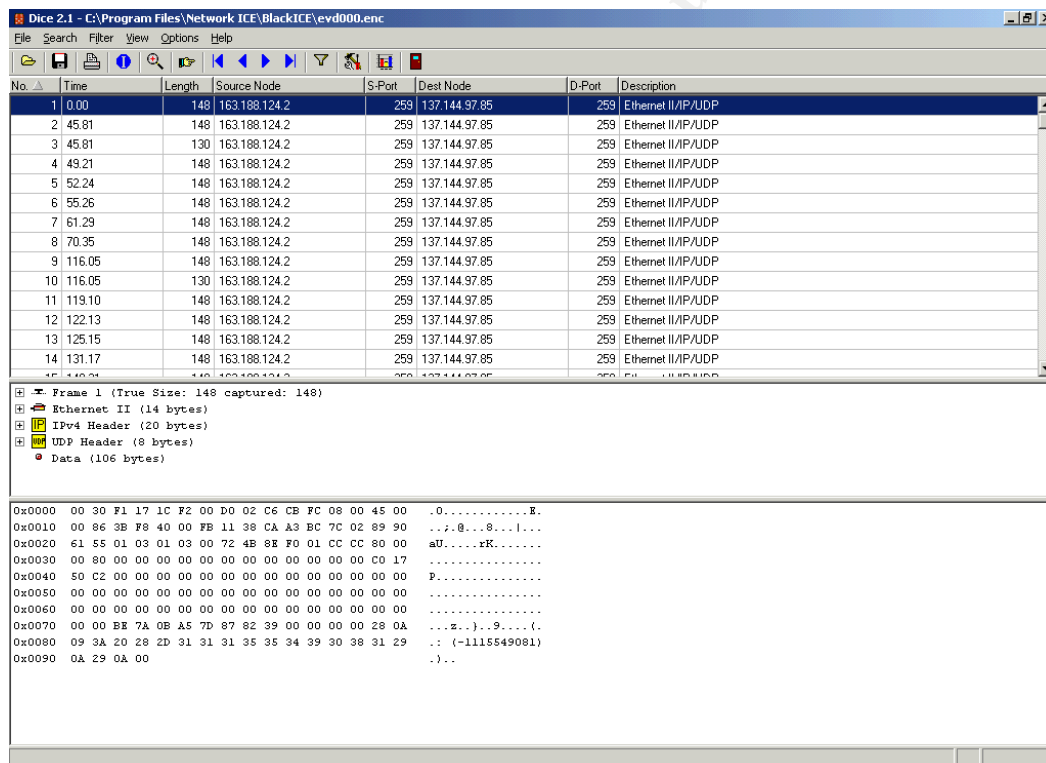 Dice 2.1 - C:\Program Files\Network ICE\BlackICE\evd000.enc
File Search Filter View Options Help
No. Time Length Source Node S-Port Dest Node D-Port Description
1 0.00 148 163.188.124.2 259 137.144.97.85 259 Ethernet II/IP/UDP
2 45.81 148 163.188.124.2 259 137.144.97.85 259 Ethernet II/IP/UDP
3 45.81 130 163.188.124.2 259 137.144.97.85 259 Ethernet II/IP/UDP
4 49.21 148 163.188.124.2 259 137.144.97.85 259 Ethernet II/IP/UDP
5 52.24 148 163.188.124.2 259 137.144.97.85 259 Ethernet II/IP/UDP
6 55.26 148 163.188.124.2 259 137.144.97.85 259 Ethernet II/IP/UDP
7 61.29 148 163.188.124.2 259 137.144.97.85 259 Ethernet II/IP/UDP
8 70.35 148 163.188.124.2 259 137.144.97.85 259 Ethernet II/IP/UDP
9 116.05 148 163.188.124.2 259 137.144.97.85 259 Ethernet II/IP/UDP
10 116.05 130 163.188.124.2 259 137.144.97.85 259 Ethernet II/IP/UDP
11 119.10 148 163.188.124.2 259 137.144.97.85 259 Ethernet II/IP/UDP
12 122.13 148 163.188.124.2 259 137.144.97.85 259 Ethernet II/IP/UDP
13 125.15 148 163.188.124.2 259 137.144.97.85 259 Ethernet II/IP/UDP
14 131.17 148 163.188.124.2 259 137.144.97.85 259 Ethernet II/IP/UDP
Frame 1 (True Size: 148 captured: 148)
Ethernet II (14 bytes)
IP IPv4 Header (20 bytes)
UDP UDP Header (8 bytes)
Data (106 bytes)
0x0000 00 30 F1 17 1C F2 00 D0 02 C6 CB FC 08 00 45 00 .0............E.
0x0010 00 86 3B F8 40 00 FB 11 38 CA A3 BC 7C 02 89 90 ..;.@...8...|...
0x0020 61 55 01 03 01 03 00 72 4B 8E F0 01 CC CC 80 00 aU.....rK.......
0x0030 00 80 00 00 00 00 00 00 00 00 00 00 00 00 C0 17 ................
0x0040 50 C2 00 00 00 00 00 00 00 00 00 00 00 00 00 00 P...............
0x0050 00 00 00 00 00 00 00 00 00 00 00 00 00 00 00 00 ................
0x0060 00 00 00 00 00 00 00 00 00 00 00 00 00 00 00 00 ................
0x0070 00 00 BE 7A 0B A5 7D 87 82 39 00 00 00 00 28 0A ...z..}..9....(.
0x0080 09 3A 20 28 2D 31 31 31 35 35 34 39 30 38 31 29 .: (-1115549081)
0x0090 0A 29 0A 00 .)..